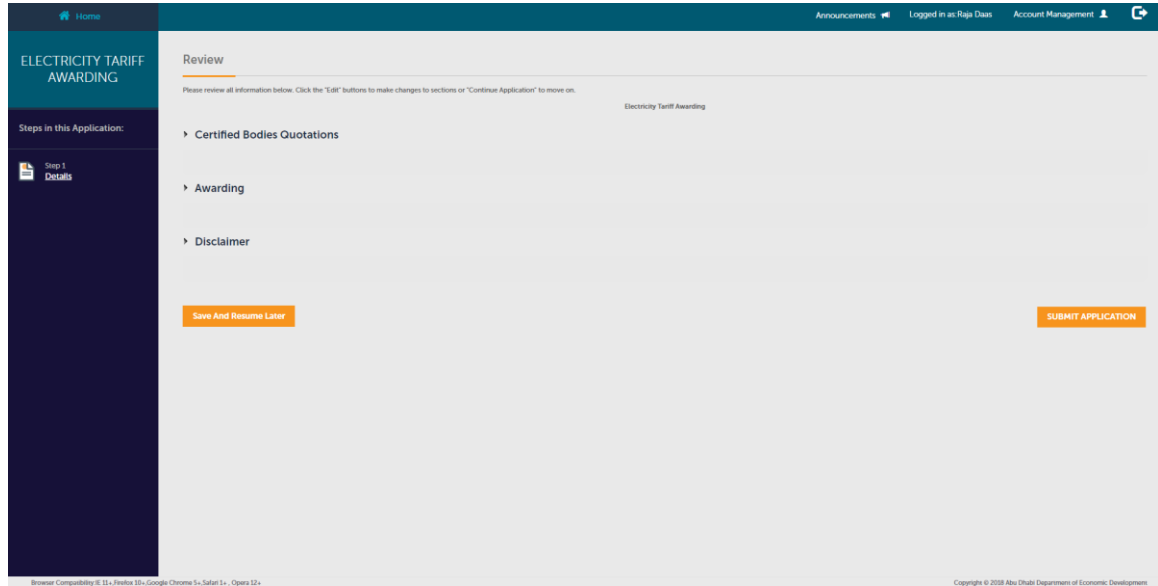 Home
Announcements
Logged in as:Raja Daas
Account Management
ELECTRICITY TARIFF
AWARDING
Steps in this Application:
Step 1
Details
Review
Please review all information below. Click the "Edit" buttons to make changes to sections or "Continue Application" to move on.
Electricity Tariff Awarding
Certified Bodies Quotations
Awarding
Disclaimer
Save And Resume Later
SUBMIT APPLICATION
Browser Compatibility:IE 11+,Firefox 10+,Google Chrome 5+,Safari 1+ , Opera 12+
Copyright © 2018 Abu Dhabi Department of Economic Development